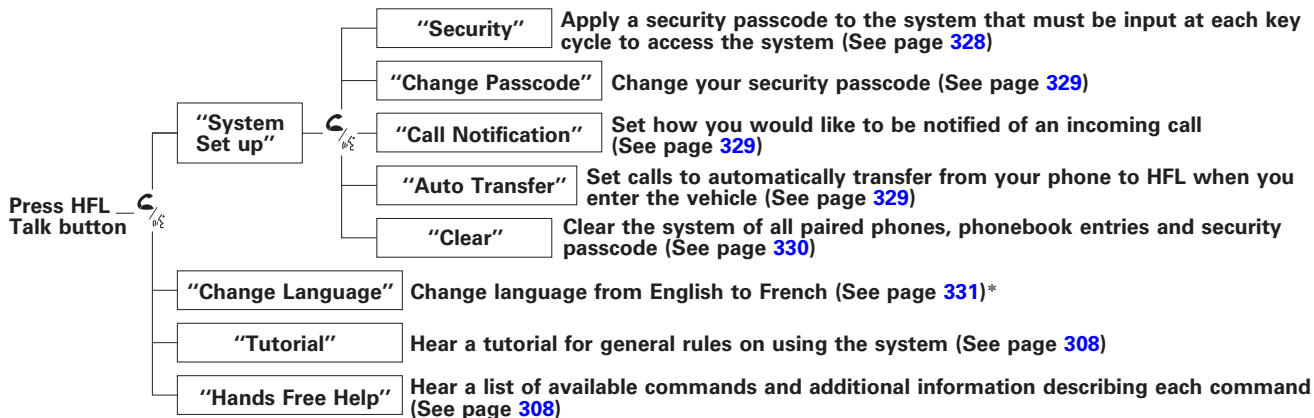 “Security”
Apply a security passcode to the system that must be input at each key
cycle to access the system (See page 328)
“Change Passcode”
Change your security passcode (See page 329)
“System
Set up”
“Call Notification”
Set how you would like to be notified of an incoming call
(See page 329)
“Auto Transfer”
Set calls to automatically transfer from your phone to HFL when you
enter the vehicle (See page 329)
Press HFL
Talk button
“Clear”
Clear the system of all paired phones, phonebook entries and security
passcode (See page 330)
“Change Language”
Change language from English to French (See page 331)*
“Tutorial”
Hear a tutorial for general rules on using the system (See page 308)
“Hands Free Help”
Hear a list of available commands and additional information describing each command
(See page 308)